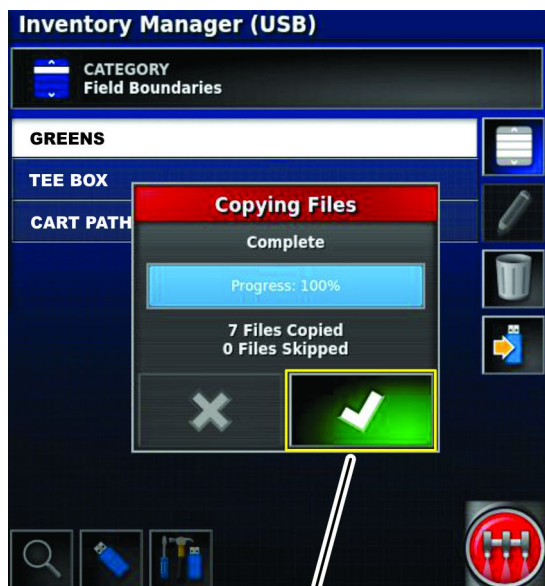 Inventory Manager (USB)
CATEGORY
Field Boundaries
GREENS
TEE BOX
CART PATH
Copying Files
Complete
Progress: 100%
7 Files Copied
0 Files Skipped